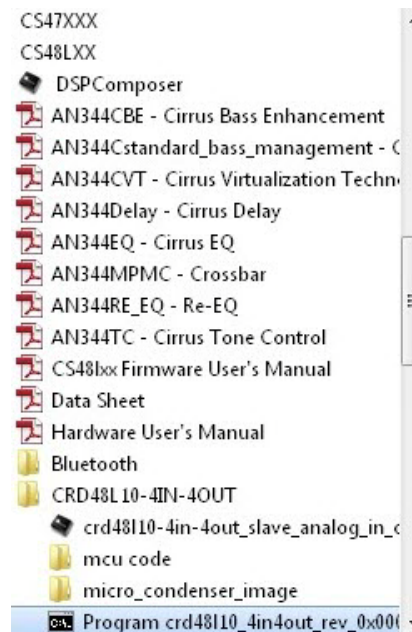 CS47XXX
CS48LXX
DSPComposer
AN344CBE - Cirrus Bass Enhancement
AN344Cstandard_bass_management - C
AN344CVT - Cirrus Virtualization Techn
AN344Delay - Cirrus Delay
AN344EQ - Cirrus EQ
AN344MPMC - Crossbar
AN344RE_EQ - Re-EQ
AN344TC - Cirrus Tone Control
CS48lxx Firmware User's Manual
Data Sheet
Hardware User's Manual
Bluetooth
CRD48L10-4IN-4OUT
crd48l10-4in-4out_slave_analog_in_c
mcu code
micro_condenser_image
Program crd48l10_4in4out_rev_0x000